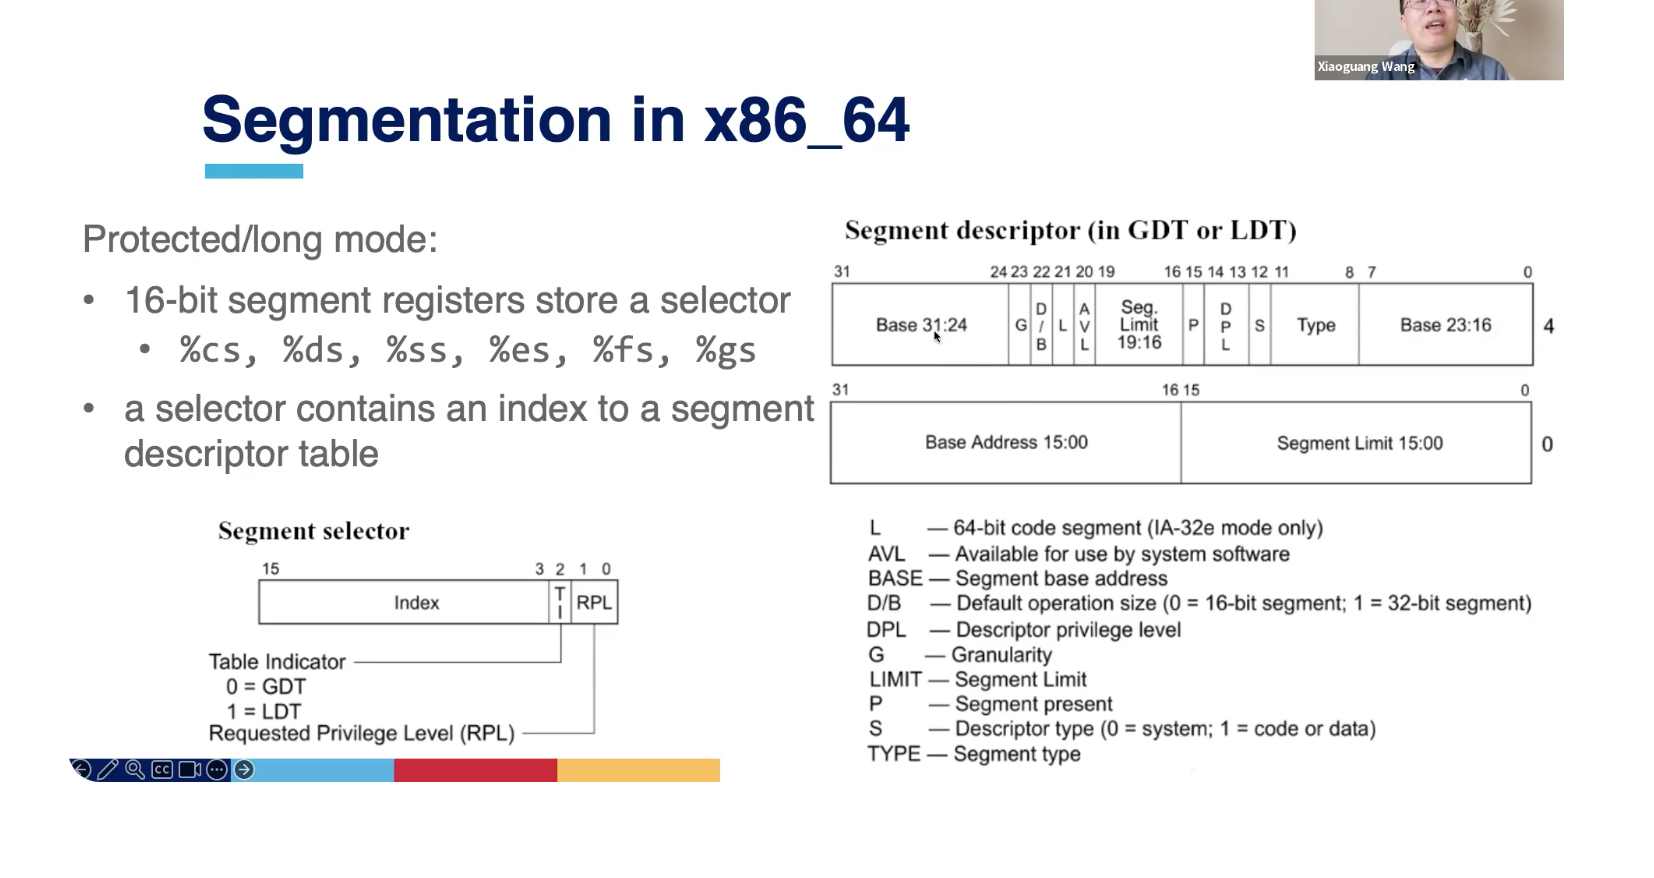 Xiaoguang Wang
Segmentation in x86_64
Protected/long mode:
• 16-bit segment registers store a selector
• %cs, %ds, %ss, %es, %fs, %gs
• a selector contains an index to a segment
descriptor table
Segment selector
15 3 2 1 0
Index TI RPL
Table Indicator
0 = GDT
1 = LDT
Requested Privilege Level (RPL)
CC
Segment descriptor (in GDT or LDT)
31 24 23 22 21 20 19 16 15 14 13 12 11 8 7 0
Base 31:24 G D/B L AVL Seg. Limit 19:16 P DPL S Type Base 23:16 4
31 16 15 0
Base Address 15:00 Segment Limit 15:00 0
L — 64-bit code segment (IA-32e mode only)
AVL — Available for use by system software
BASE — Segment base address
D/B — Default operation size (0 = 16-bit segment; 1 = 32-bit segment)
DPL — Descriptor privilege level
G — Granularity
LIMIT — Segment Limit
P — Segment present
S — Descriptor type (0 = system; 1 = code or data)
TYPE — Segment type